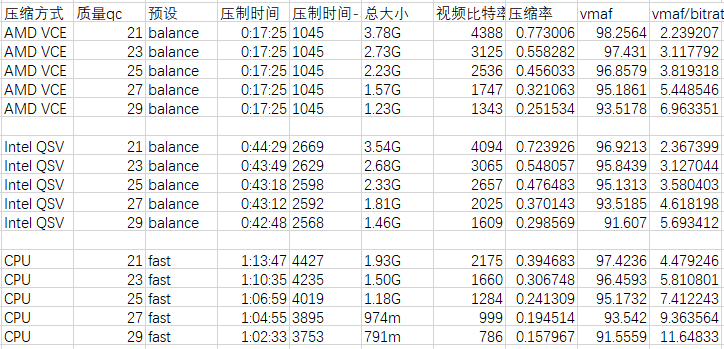 压缩方式 质量qc 预设 压制时间 压制时间- 总大小 视频比特率 压缩率 vmaf vmaf/bitrat
AMD VCE 21 balance 0:17:25 1045 3.78G 4388 0.773006 98.2564 2.239207
AMD VCE 23 balance 0:17:25 1045 2.73G 3125 0.558282 97.431 3.117792
AMD VCE 25 balance 0:17:25 1045 2.23G 2536 0.456033 96.8579 3.819318
AMD VCE 27 balance 0:17:25 1045 1.57G 1747 0.321063 95.1861 5.448546
AMD VCE 29 balance 0:17:25 1045 1.23G 1343 0.251534 93.5178 6.963351
Intel QSV 21 balance 0:44:29 2669 3.54G 4094 0.723926 96.9213 2.367399
Intel QSV 23 balance 0:43:49 2629 2.68G 3065 0.548057 95.8439 3.127044
Intel QSV 25 balance 0:43:18 2598 2.33G 2657 0.476483 95.1313 3.580403
Intel QSV 27 balance 0:43:12 2592 1.81G 2025 0.370143 93.5185 4.618198
Intel QSV 29 balance 0:42:48 2568 1.46G 1609 0.298569 91.607 5.693412
CPU 21 fast 1:13:47 4427 1.93G 2175 0.394683 97.4236 4.479246
CPU 23 fast 1:10:35 4235 1.50G 1660 0.306748 96.4593 5.810801
CPU 25 fast 1:06:59 4019 1.18G 1284 0.241309 95.1732 7.412243
CPU 27 fast 1:04:55 3895 974m 999 0.194514 93.542 9.363564
CPU 29 fast 1:02:33 3753 791m 786 0.157967 91.5559 11.64833